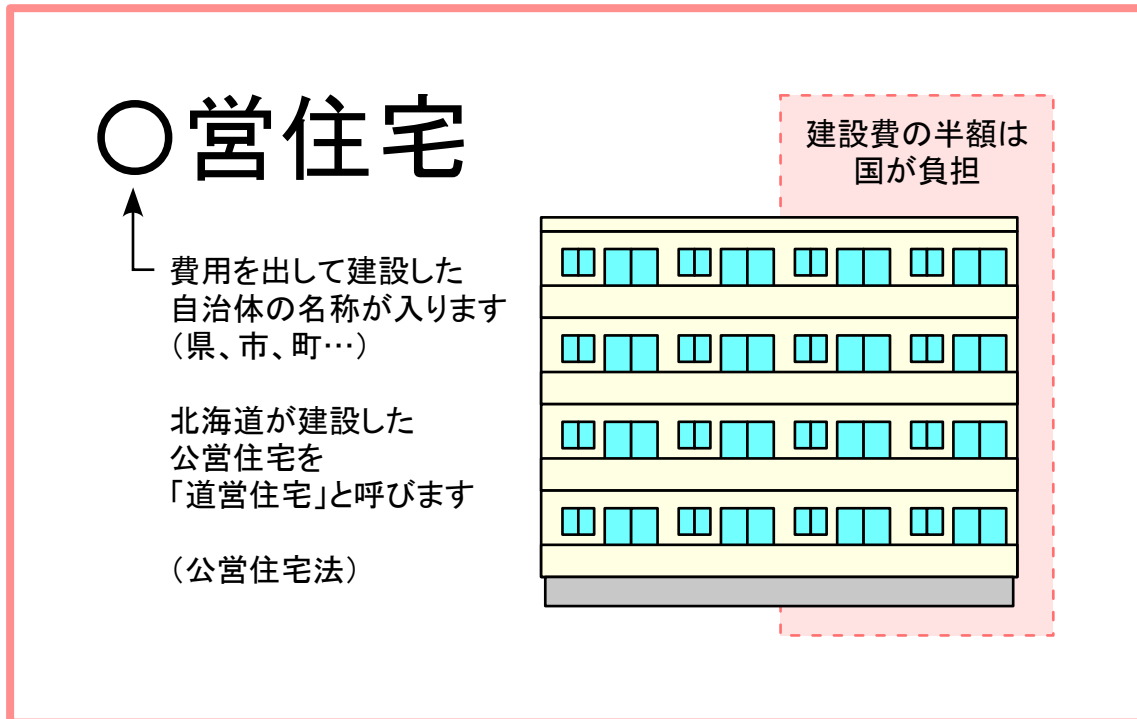 ○営住宅
建設費の半額は
国が負担
費用を出して建設した
自治体の名称が入ります
（県、市、町…）
北海道が建設した
公営住宅を
「道営住宅」と呼びます
（公営住宅法）